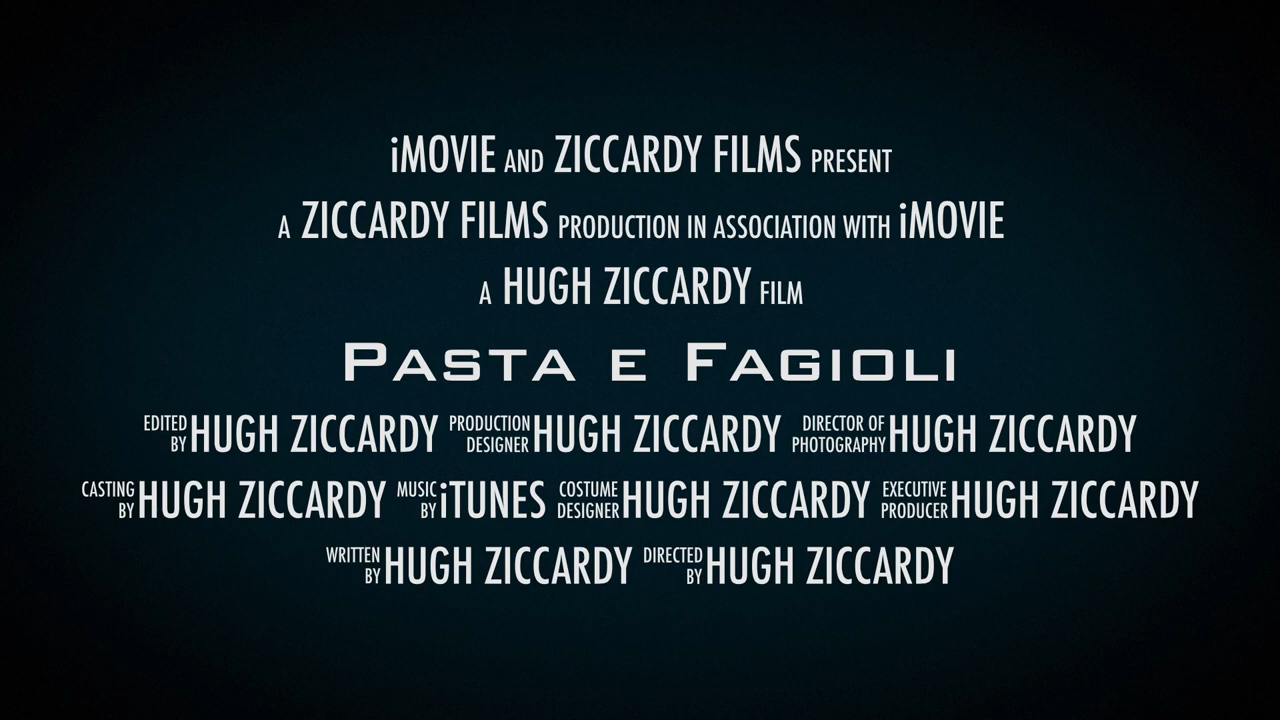 iMOVIE AND ZICCARDY FILMS PRESENT
A ZICCARDY FILMS PRODUCTION IN ASSOCIATION WITH iMOVIE
A HUGH ZICCARDY FILM
PASTA E FAGIOLI
EDITED BY HUGH ZICCARDY PRODUCTION DESIGNER HUGH ZICCARDY DIRECTOR OF PHOTOGRAPHY HUGH ZICCARDY
CASTING BY HUGH ZICCARDY MUSIC BY iTUNES COSTUME DESIGNER HUGH ZICCARDY EXECUTIVE PRODUCER HUGH ZICCARDY
WRITTEN BY HUGH ZICCARDY DIRECTED BY HUGH ZICCARDY